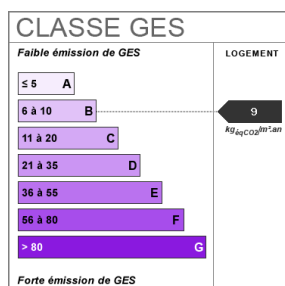 CLASSE GES
Faible émission de GES
LOGEMENT
≤ 5 A
6 à 10 B
9
kgéqCO2/m².an
11 à 20 C
21 à 35 D
36 à 55 E
56 à 80 F
> 80 G
Forte émission de GES